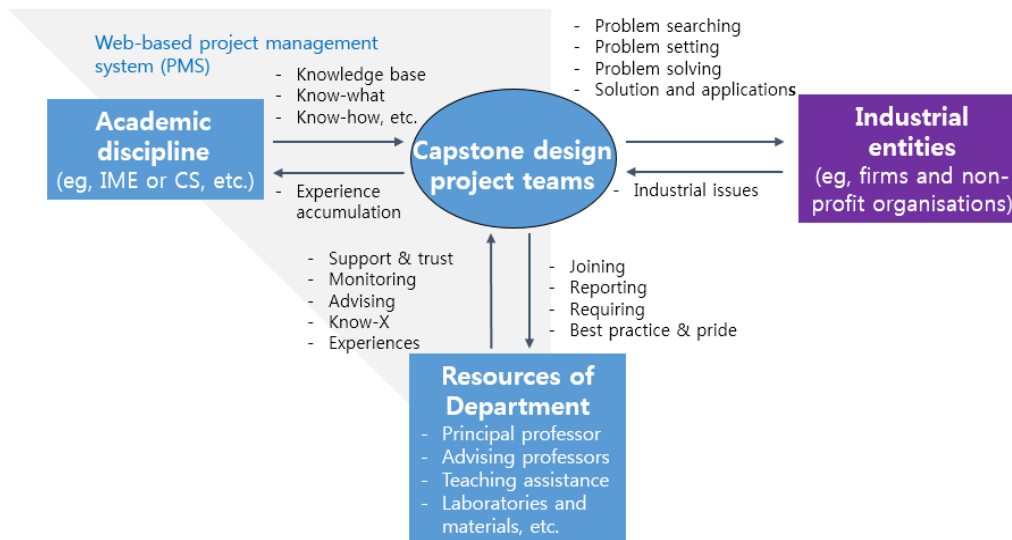 Web-based project management
system (PMS)
- Problem searching
- Problem setting
- Problem solving
- Solution and applications
- Knowledge base
- Know-what
- Know-how, etc.
Academic
discipline
(eg, IME or CS, etc.)
Capstone design
project teams
Industrial
entities
(eg, firms and non-
profit organisations)
- Experience
accumulation
- Industrial issues
- Support & trust
- Monitoring
- Advising
- Know-X
- Experiences
- Joining
- Reporting
- Requiring
- Best practice & pride
Resources of
Department
- Principal professor
- Advising professors
- Teaching assistance
- Laboratories and
materials, etc.